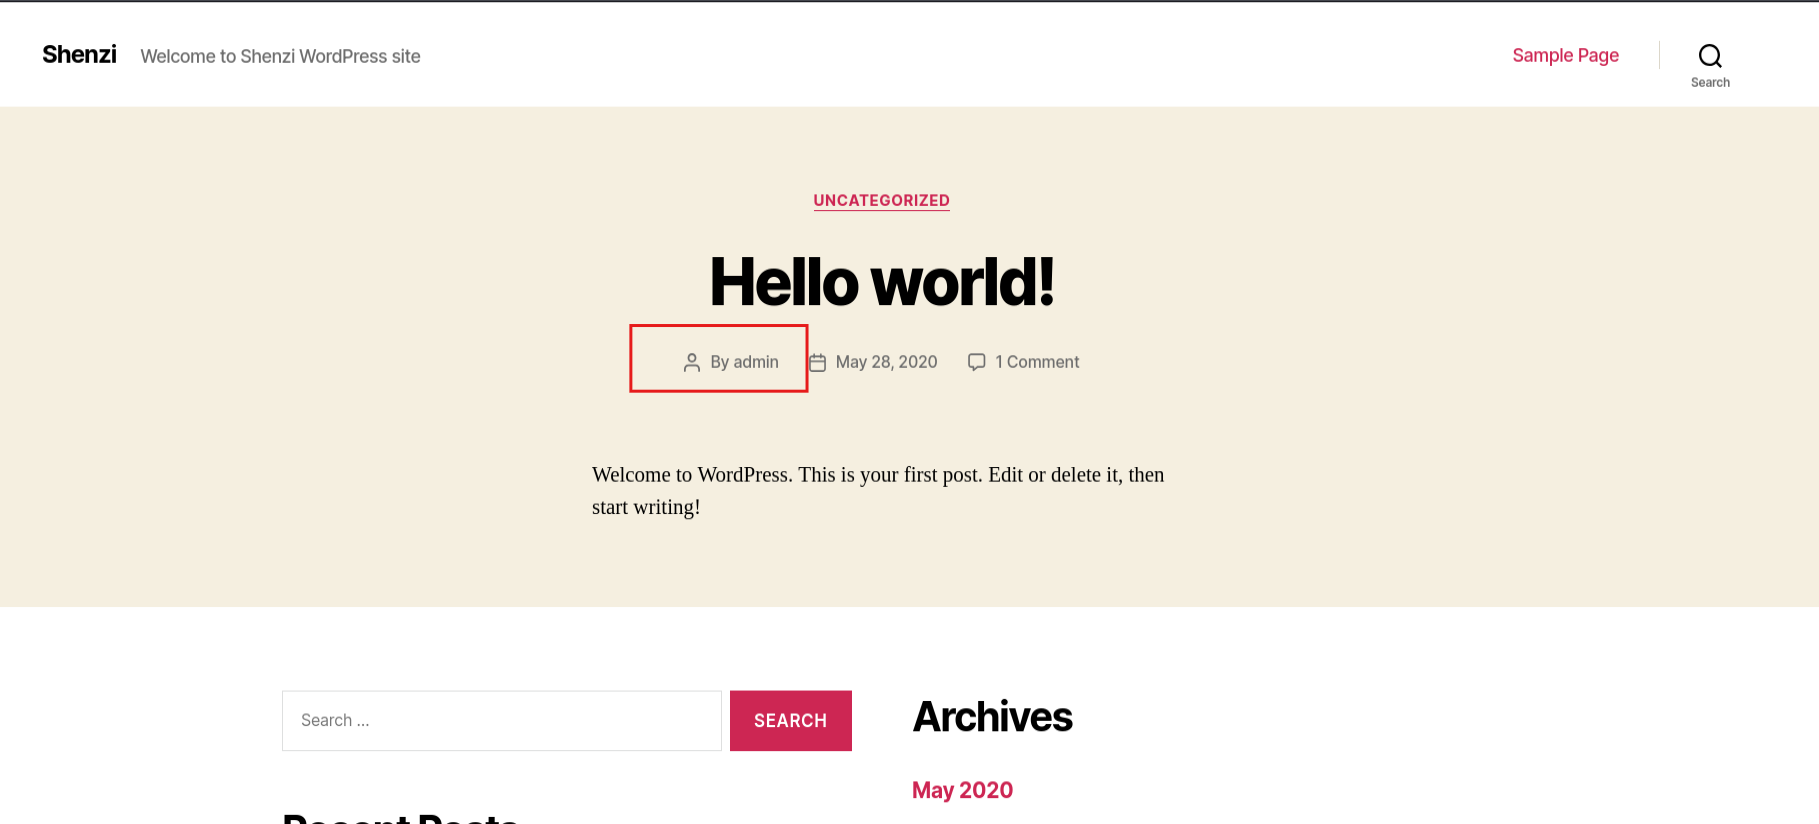 Shenzi Welcome to Shenzi WordPress site
Sample Page
Search
UNCATEGORIZED
Hello world!
By admin May 28, 2020 1 Comment
Welcome to WordPress. This is your first post. Edit or delete it, then
start writing!
Search …
SEARCH
Archives
May 2020
Recent Posts